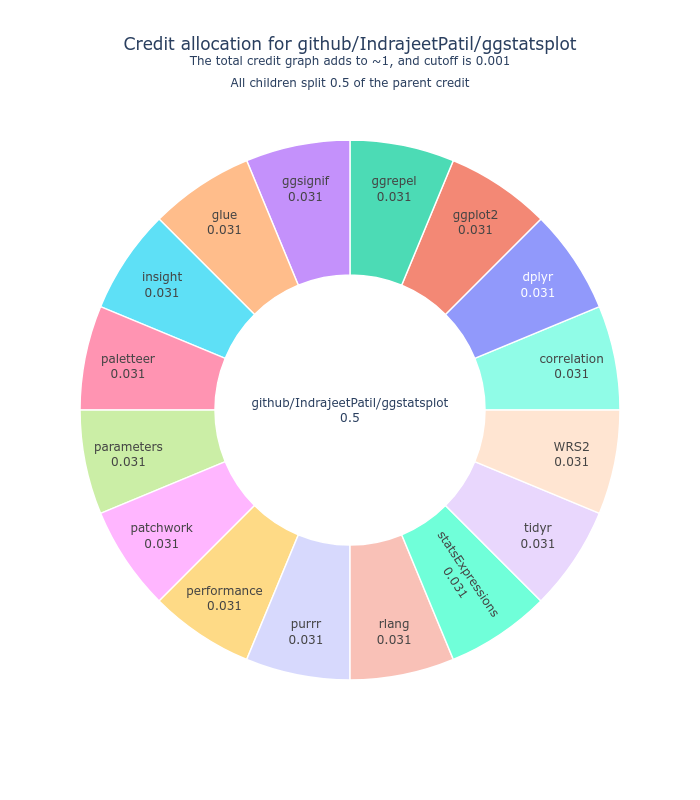 Credit allocation for github/IndrajeetPatil/ggstatsplot
The total credit graph adds to ~1, and cutoff is 0.001
All children split 0.5 of the parent credit
ggsignif
0.031
ggrepel
0.031
glue
0.031
ggplot2
0.031
insight
0.031
dplyr
0.031
paletteer
0.031
correlation
0.031
github/IndrajeetPatil/ggstatsplot
0.5
parameters
0.031
WRS2
0.031
patchwork
0.031
tidyr
0.031
performance
0.031
statsExpressions
0.031
purrr
0.031
rlang
0.031